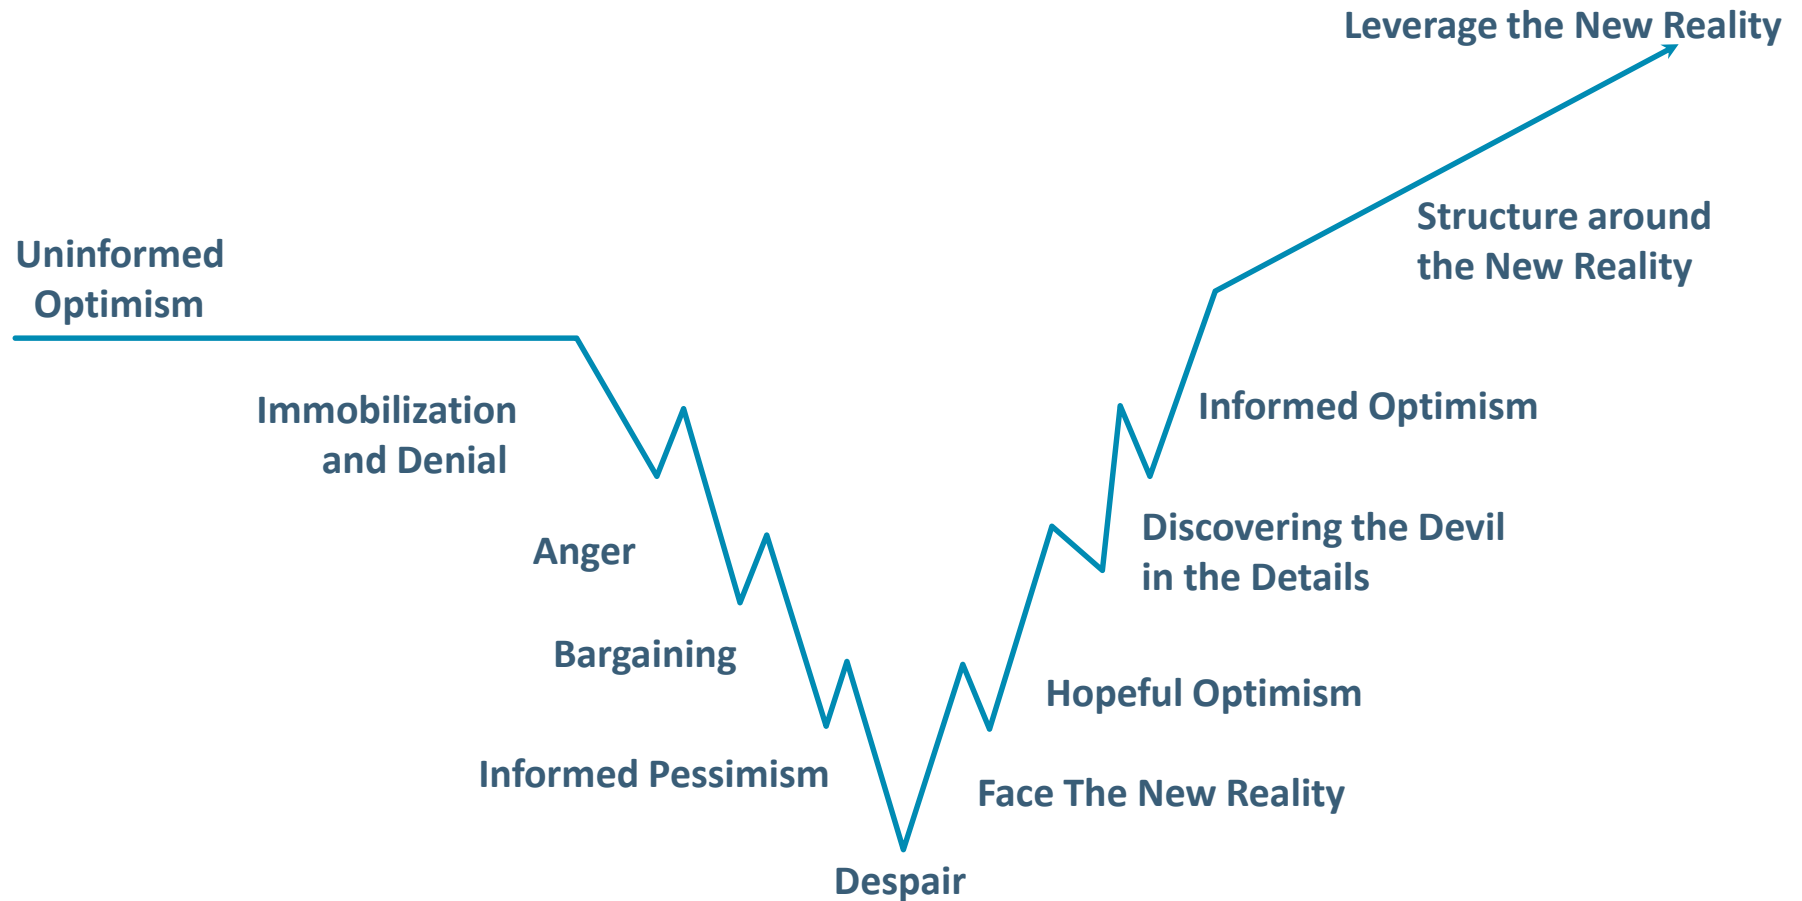 Leverage the New Reality
Structure around
the New Reality
Uninformed
Optimism
Immobilization
and Denial
Informed Optimism
Anger
Discovering the Devil
in the Details
Bargaining
Hopeful Optimism
Informed Pessimism
Face The New Reality
Despair